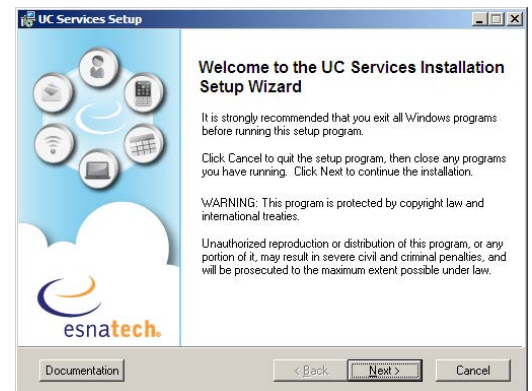 UC Services Setup
Welcome to the UC Services Installation
Setup Wizard
It is strongly recommended that you exit all Windows programs
before running this setup program.
Click Cancel to quit the setup program, then close any programs
you have running. Click Next to continue the installation.
WARNING: This program is protected by copyright law and
international treaties.
Unauthorized reproduction or distribution of this program, or any
portion of it, may result in severe civil and criminal penalties, and
will be prosecuted to the maximum extent possible under law.
esnatech.
Documentation
< Back
Next >
Cancel